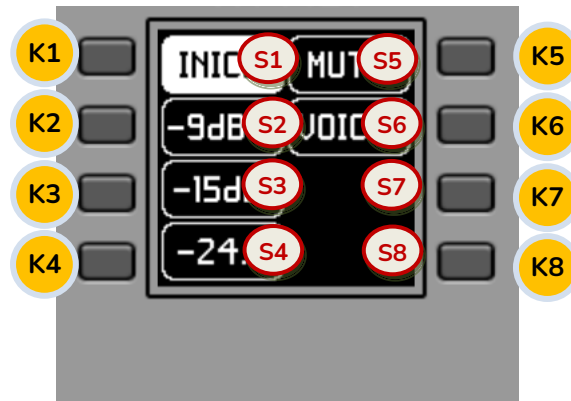 K1 INIC S1 MUT S5 K5
K2 -9dB S2 VOIC S6 K6
K3 -15d S3 S7 K7
K4 -24 S4 S8 K8